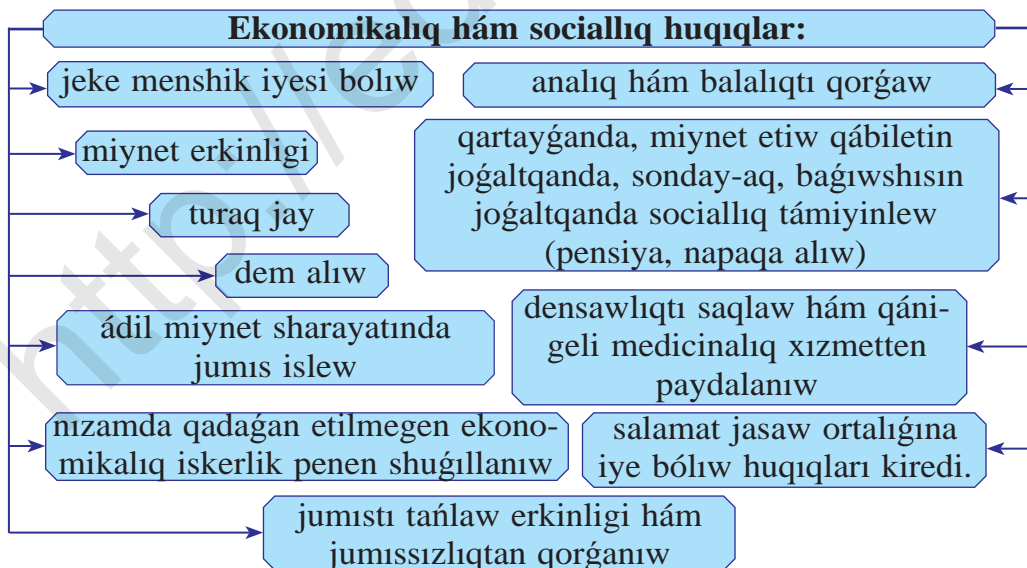 Ekonomikalıq hám sociallıq huqıqlar:
jeke menshik iyesi bolıw
miynet erkinligi
turaq jay
dem alıw
ádil miynet sharayatında
jumıs islew
nızamda qadaǵan etilmegen ekono-
mikalıq iskerlik penen shuǵıllanıw
jumıstı tańlaw erkinligi hám
jumıssızlıqtan qorǵanıw
analıq hám balalıqtı qorǵaw
qartayǵanda, miynet etiw qábiletin
joǵaltqanda, sonday-aq, baǵıwshısın
joǵaltqanda sociallıq támiyinlew
(pensiya, napaqa alıw)
densawlıqtı saqlaw hám qáni-
geli medicinalıq xızmetten
paydalanıw
salamat jasaw ortalıǵına
iye bólıw huqıqları kiredi.
http://e